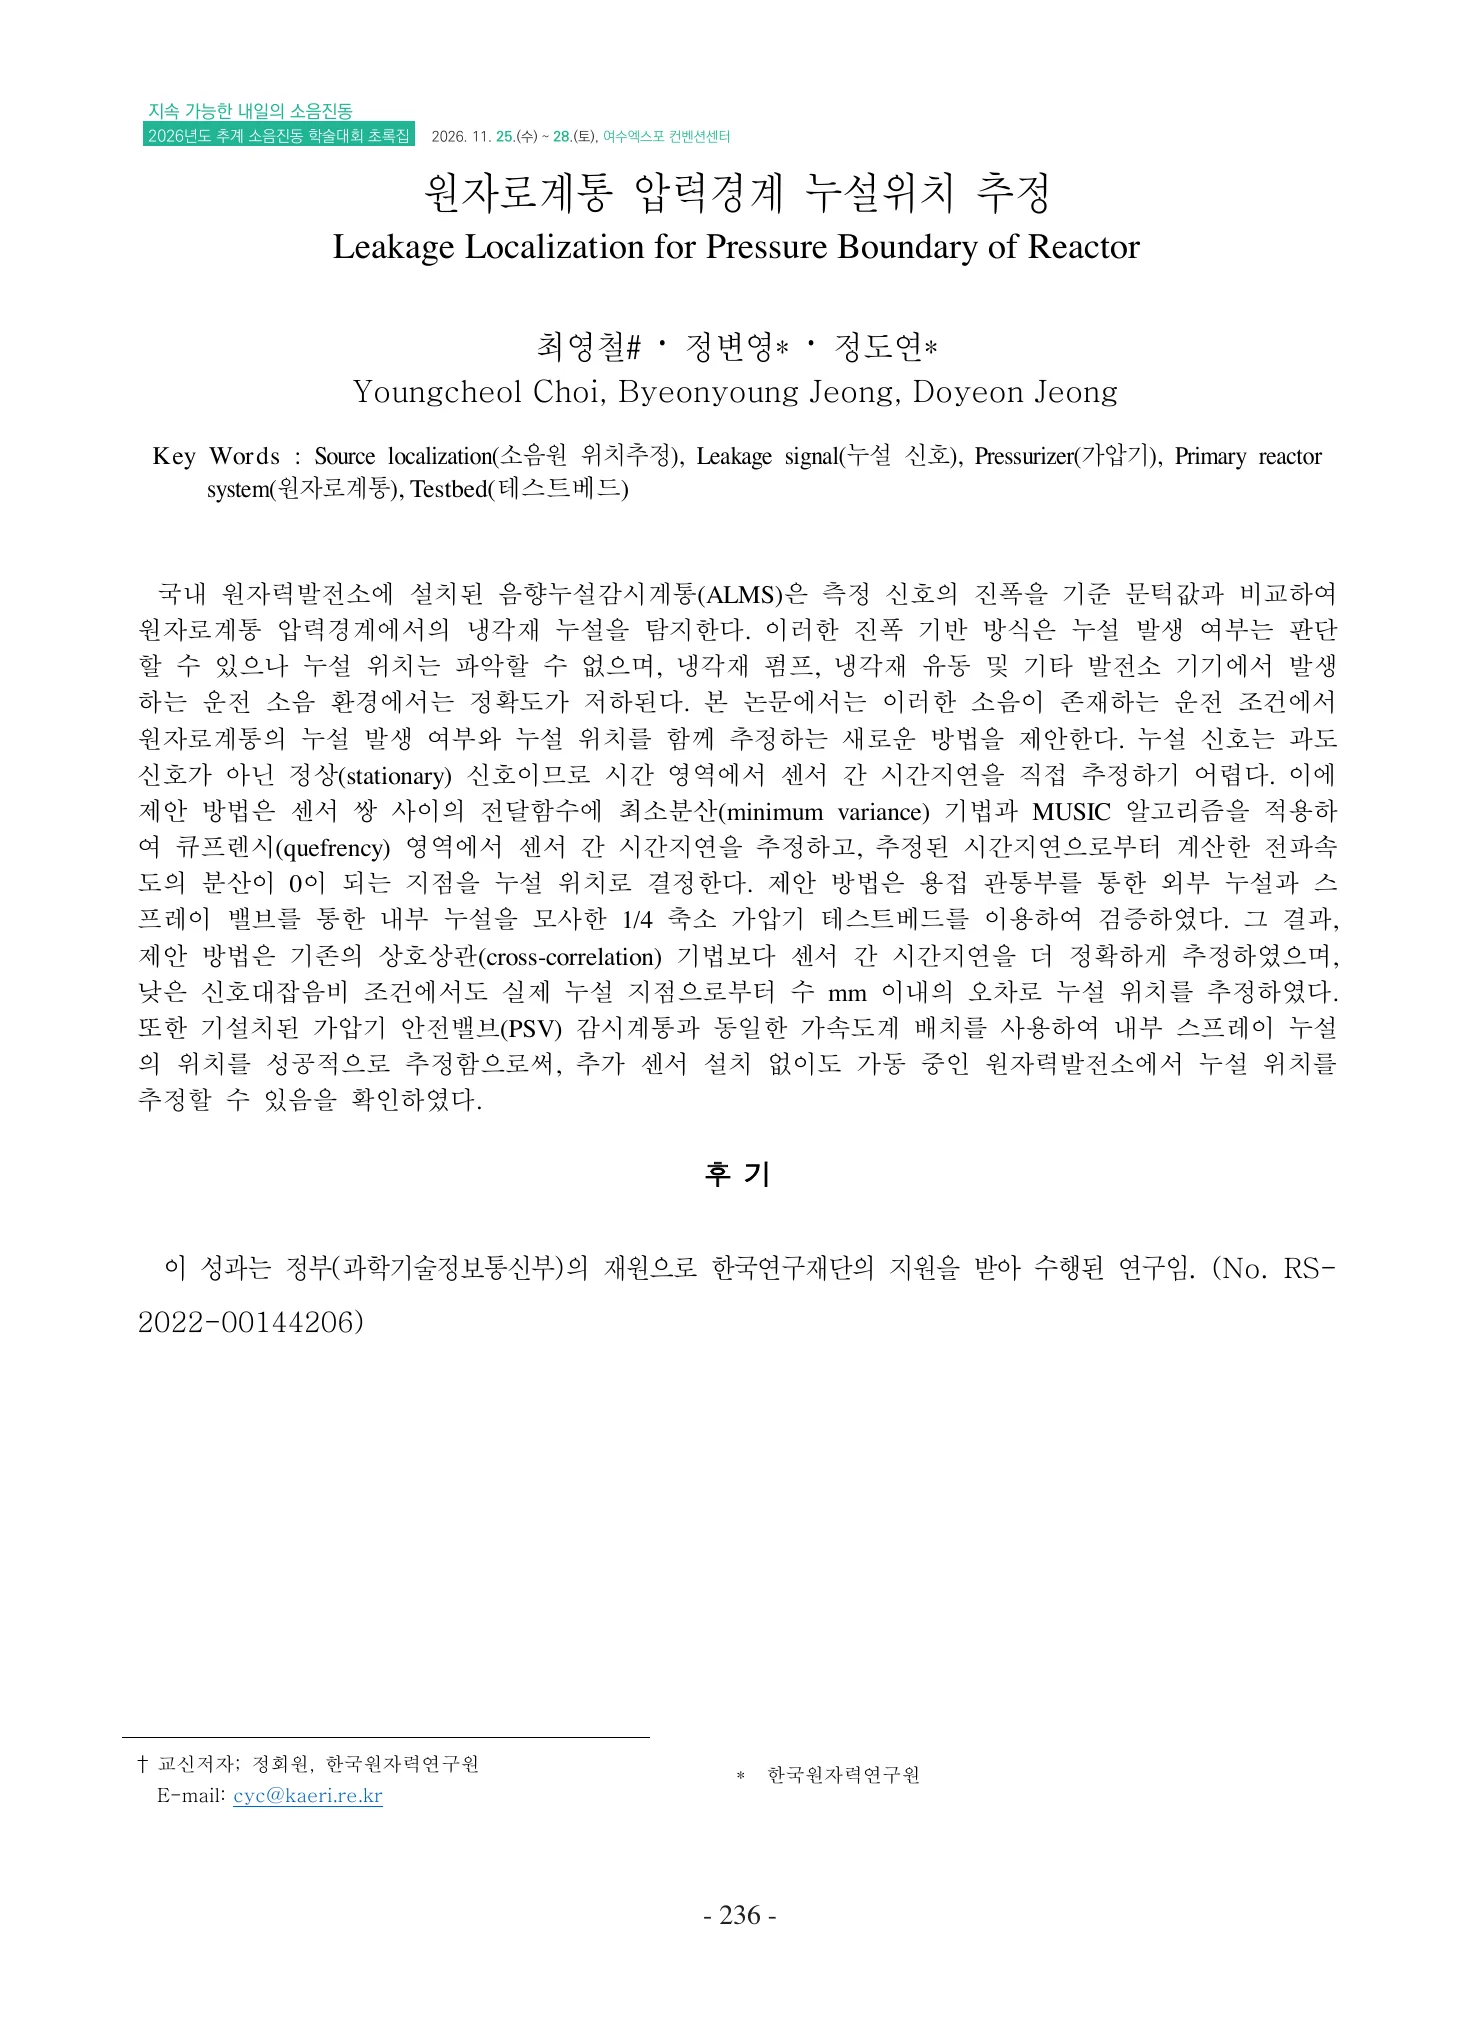 지속 가능한 내일의 소음진동
2026년도 추계 소음진동 학술대회 초록집 2026. 11. 25.(수) ~ 28.(토), 여수엑스포 컨벤션센터
원자로계통 압력경계 누설위치 추정
Leakage Localization for Pressure Boundary of Reactor
최영철# · 정변영* · 정도연*
Youngcheol Choi, Byeonyoung Jeong, Doyeon Jeong
Key Words : Source localization(소음원 위치추정), Leakage signal(누설 신호), Pressurizer(가압기), Primary reactor
system(원자로계통), Testbed(테스트베드)
국내 원자력발전소에 설치된 음향누설감시계통(ALMS)은 측정 신호의 진폭을 기준 문턱값과 비교하여
원자로계통 압력경계에서의 냉각재 누설을 탐지한다. 이러한 진폭 기반 방식은 누설 발생 여부는 판단
할 수 있으나 누설 위치는 파악할 수 없으며, 냉각재 펌프, 냉각재 유동 및 기타 발전소 기기에서 발생
하는 운전 소음 환경에서는 정확도가 저하된다. 본 논문에서는 이러한 소음이 존재하는 운전 조건에서
원자로계통의 누설 발생 여부와 누설 위치를 함께 추정하는 새로운 방법을 제안한다. 누설 신호는 과도
신호가 아닌 정상(stationary) 신호이므로 시간 영역에서 센서 간 시간지연을 직접 추정하기 어렵다. 이에
제안 방법은 센서 쌍 사이의 전달함수에 최소분산(minimum variance) 기법과 MUSIC 알고리즘을 적용하
여 큐프렌시(quefrency) 영역에서 센서 간 시간지연을 추정하고, 추정된 시간지연으로부터 계산한 전파속
도의 분산이 0이 되는 지점을 누설 위치로 결정한다. 제안 방법은 용접 관통부를 통한 외부 누설과 스
프레이 밸브를 통한 내부 누설을 모사한 1/4 축소 가압기 테스트베드를 이용하여 검증하였다. 그 결과,
제안 방법은 기존의 상호상관(cross-correlation) 기법보다 센서 간 시간지연을 더 정확하게 추정하였으며,
낮은 신호대잡음비 조건에서도 실제 누설 지점으로부터 수 mm 이내의 오차로 누설 위치를 추정하였다.
또한 기설치된 가압기 안전밸브(PSV) 감시계통과 동일한 가속도계 배치를 사용하여 내부 스프레이 누설
의 위치를 성공적으로 추정함으로써, 추가 센서 설치 없이도 가동 중인 원자력발전소에서 누설 위치를
추정할 수 있음을 확인하였다.
후 기
이 성과는 정부(과학기술정보통신부)의 재원으로 한국연구재단의 지원을 받아 수행된 연구임. (No. RS-
2022-00144206)
† 교신저자; 정회원, 한국원자력연구원
E-mail: cyc@kaeri.re.kr
* 한국원자력연구원
- 236 -